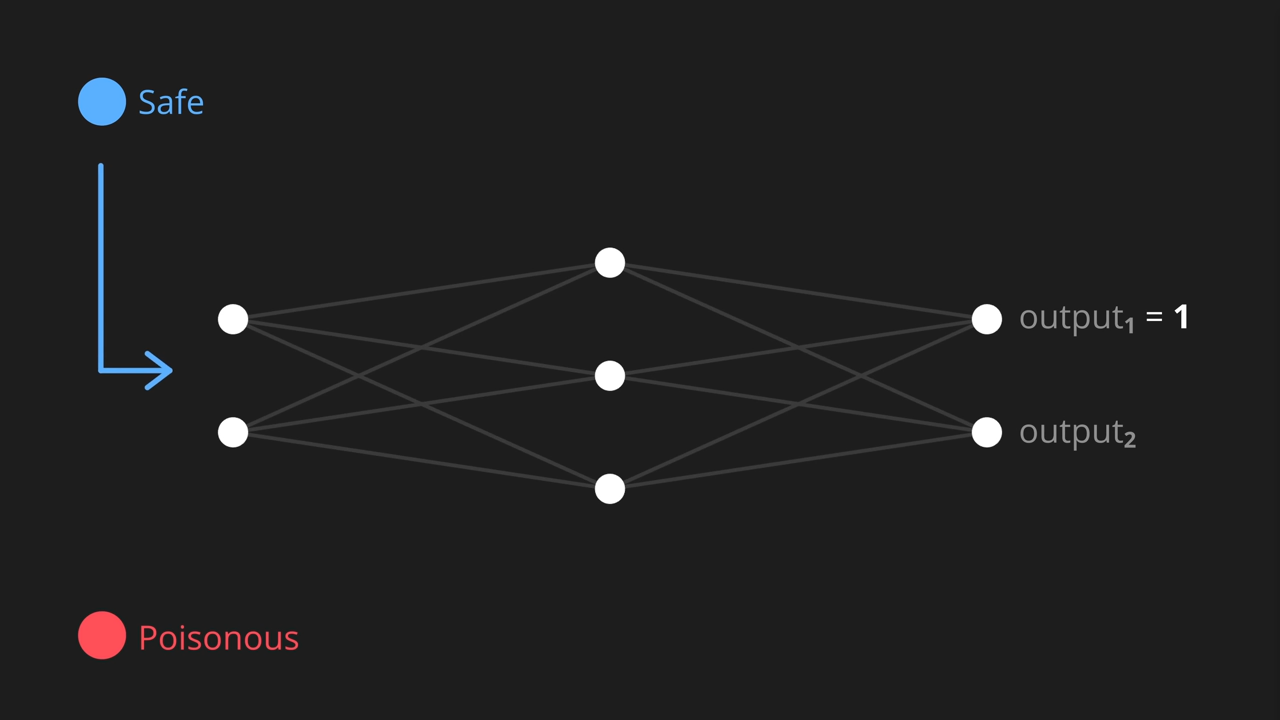 Safe
output₁ = 1
output₂
Poisonous